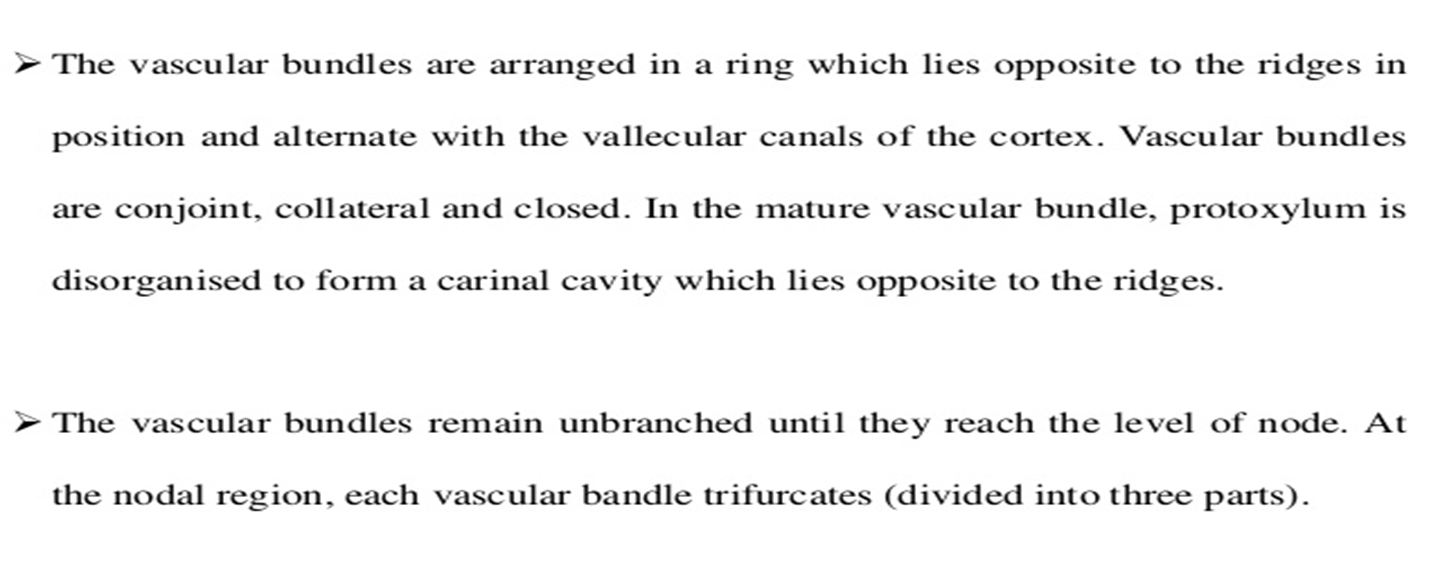 ➢ The vascular bundles are arranged in a ring which lies opposite to the ridges in
position and alternate with the vallecular canals of the cortex. Vascular bundles
are conjoint, collateral and closed. In the mature vascular bundle, protoxylum is
disorganised to form a carinal cavity which lies opposite to the ridges.
➢ The vascular bundles remain unbranched until they reach the level of node. At
the nodal region, each vascular bandle trifurcates (divided into three parts).